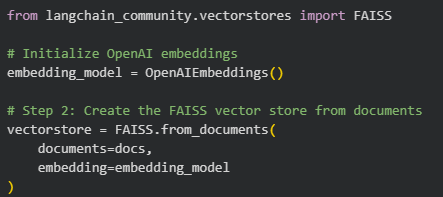 from langchain_community.vectorstores import FAISS
# Initialize OpenAI embeddings
embedding_model = OpenAIEmbeddings()
# Step 2: Create the FAISS vector store from documents
vectorstore = FAISS.from_documents(
    documents=docs,
    embedding=embedding_model
)